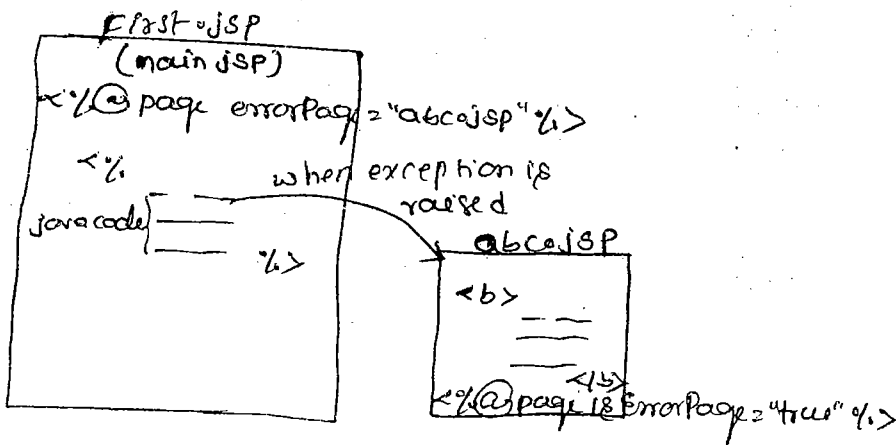 First.jsp
(main jsp)
<%@ page errorPage="abc.jsp"%>
<%
when exception is
raised
java code
%>
abc.jsp
<b>
</b>
<%@ page isErrorPage="true" %>